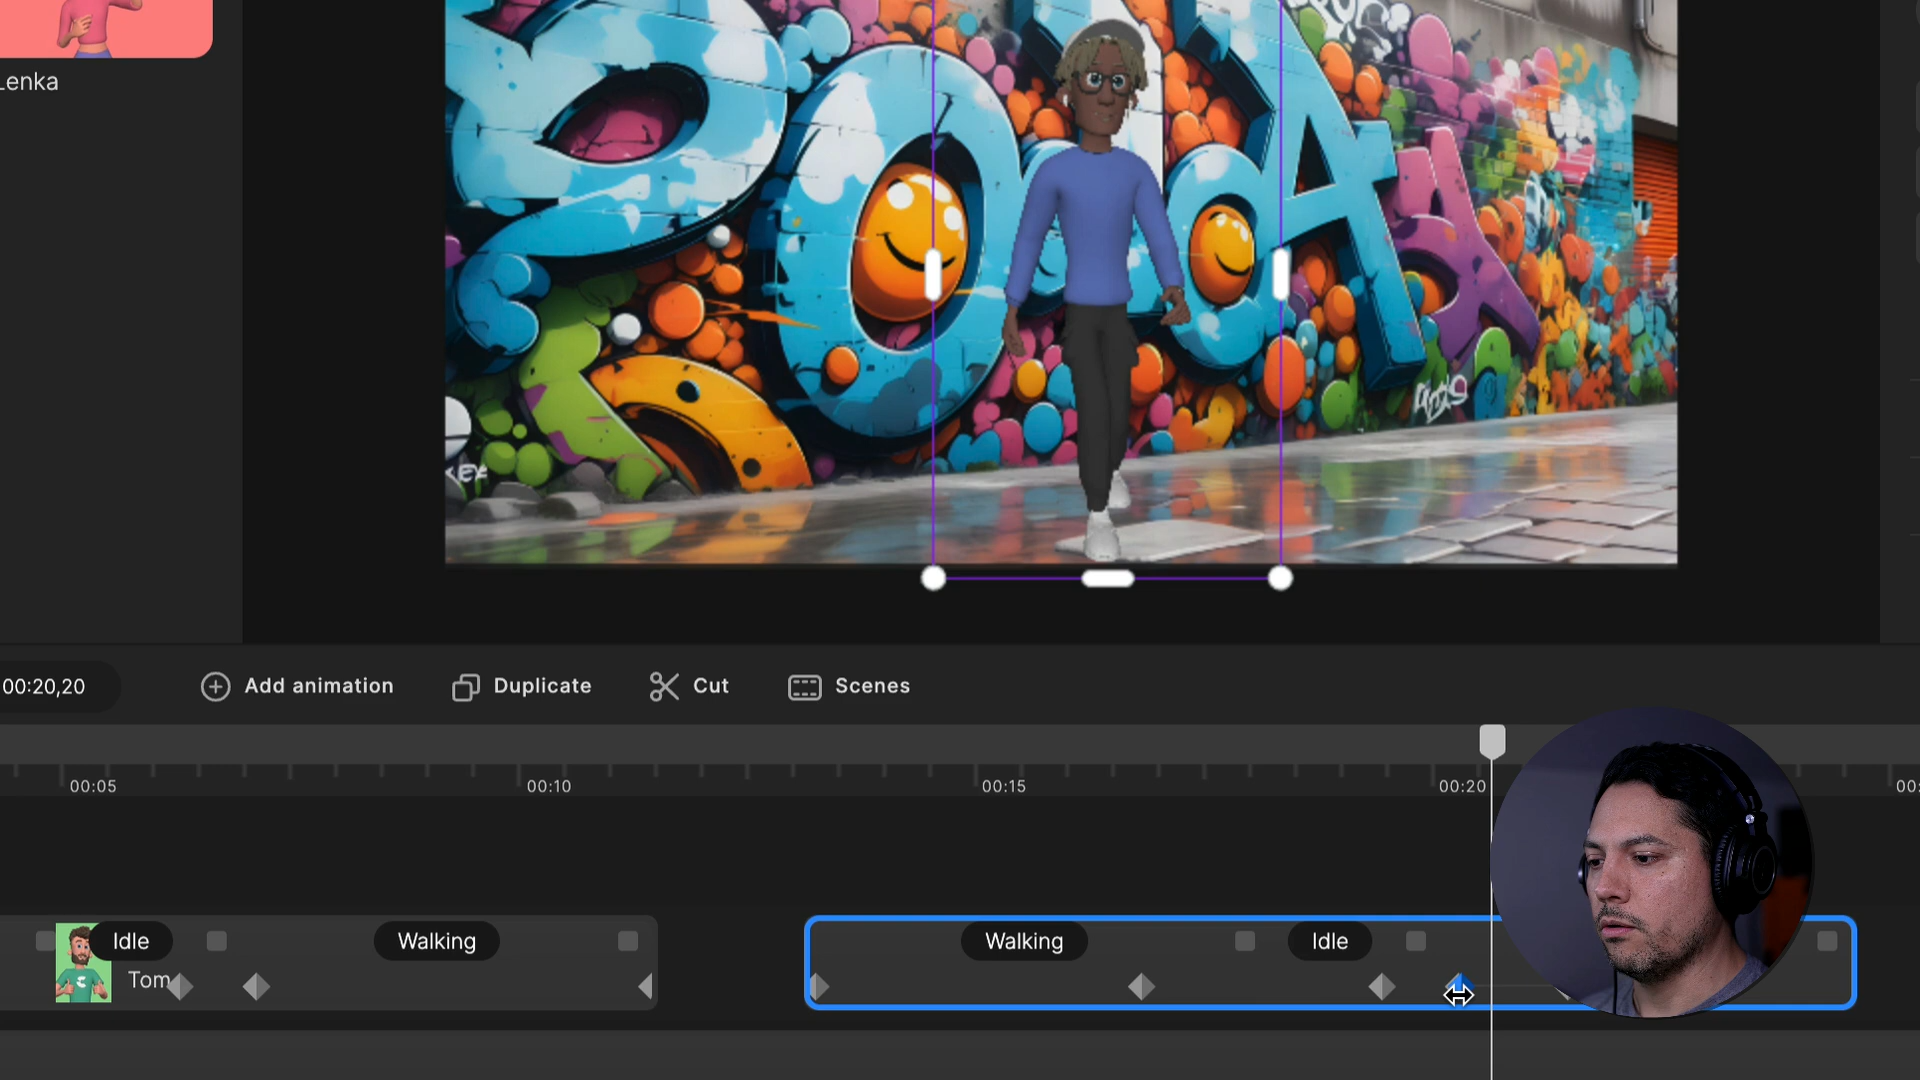 Lenka
00:20,20
Add animation
Duplicate
Cut
Scenes
00:05
00:10
00:15
00:20
00:
Idle
Walking
Walking
Idle
Tom